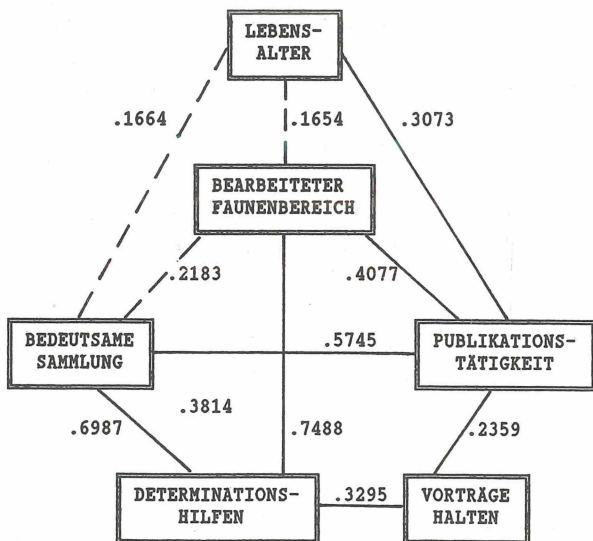 LEBENS-
ALTER
.1664
.1654
.3073
BEARBEITETER
FAUNENBEREICH
.2183
.4077
BEDEUTSAME
SAMMLUNG
.5745
PUBLIKATIONS-
TÄTIGKEIT
.3814
.6987
.7488
.2359
DETERMINATIONS-
HILFEN
.3295
VORTRÄGE
HALTEN